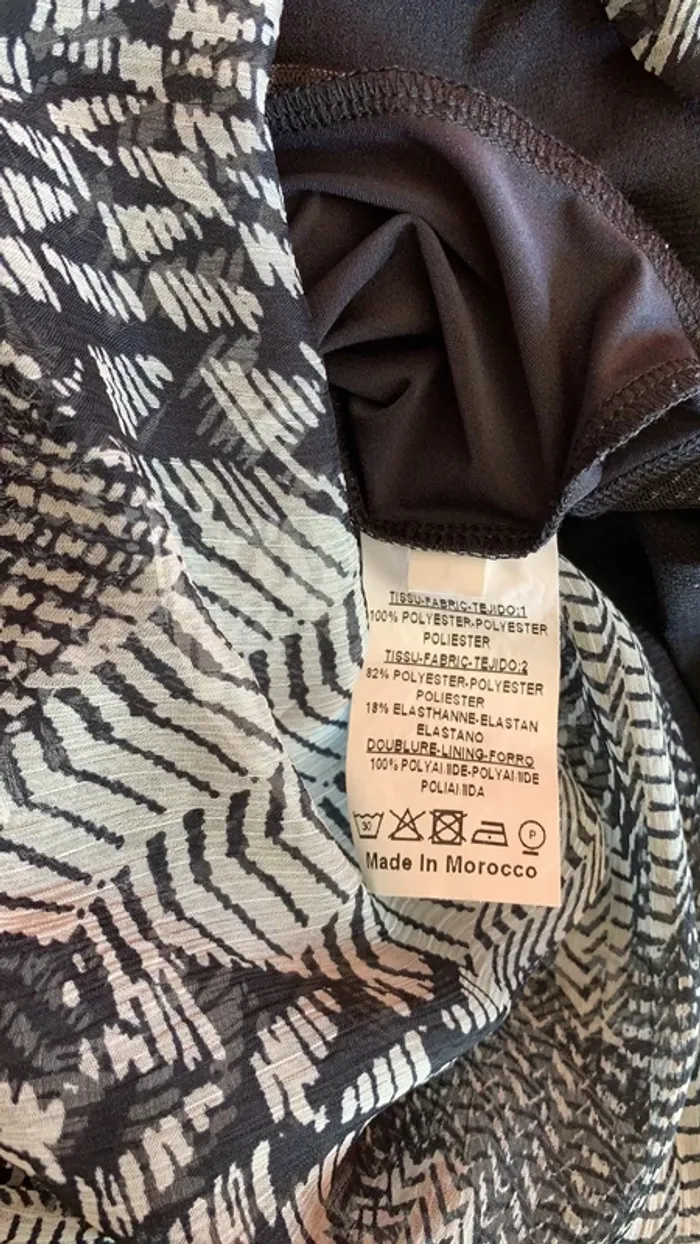 TISSU-FABRIC-TEJIDO:1
100% POLYESTER-POLYESTER
POLIESTER
TISSU-FABRIC-TEJIDO:2
82% POLYESTER-POLYESTER
POLIESTER
18% ELASTHANNE-ELASTAN
ELASTANO
DOUBLURE-LINING-FORRO
100% POLYAMIDE-POLYAMIDE
POLIAMIDA
30
P
Made In Morocco